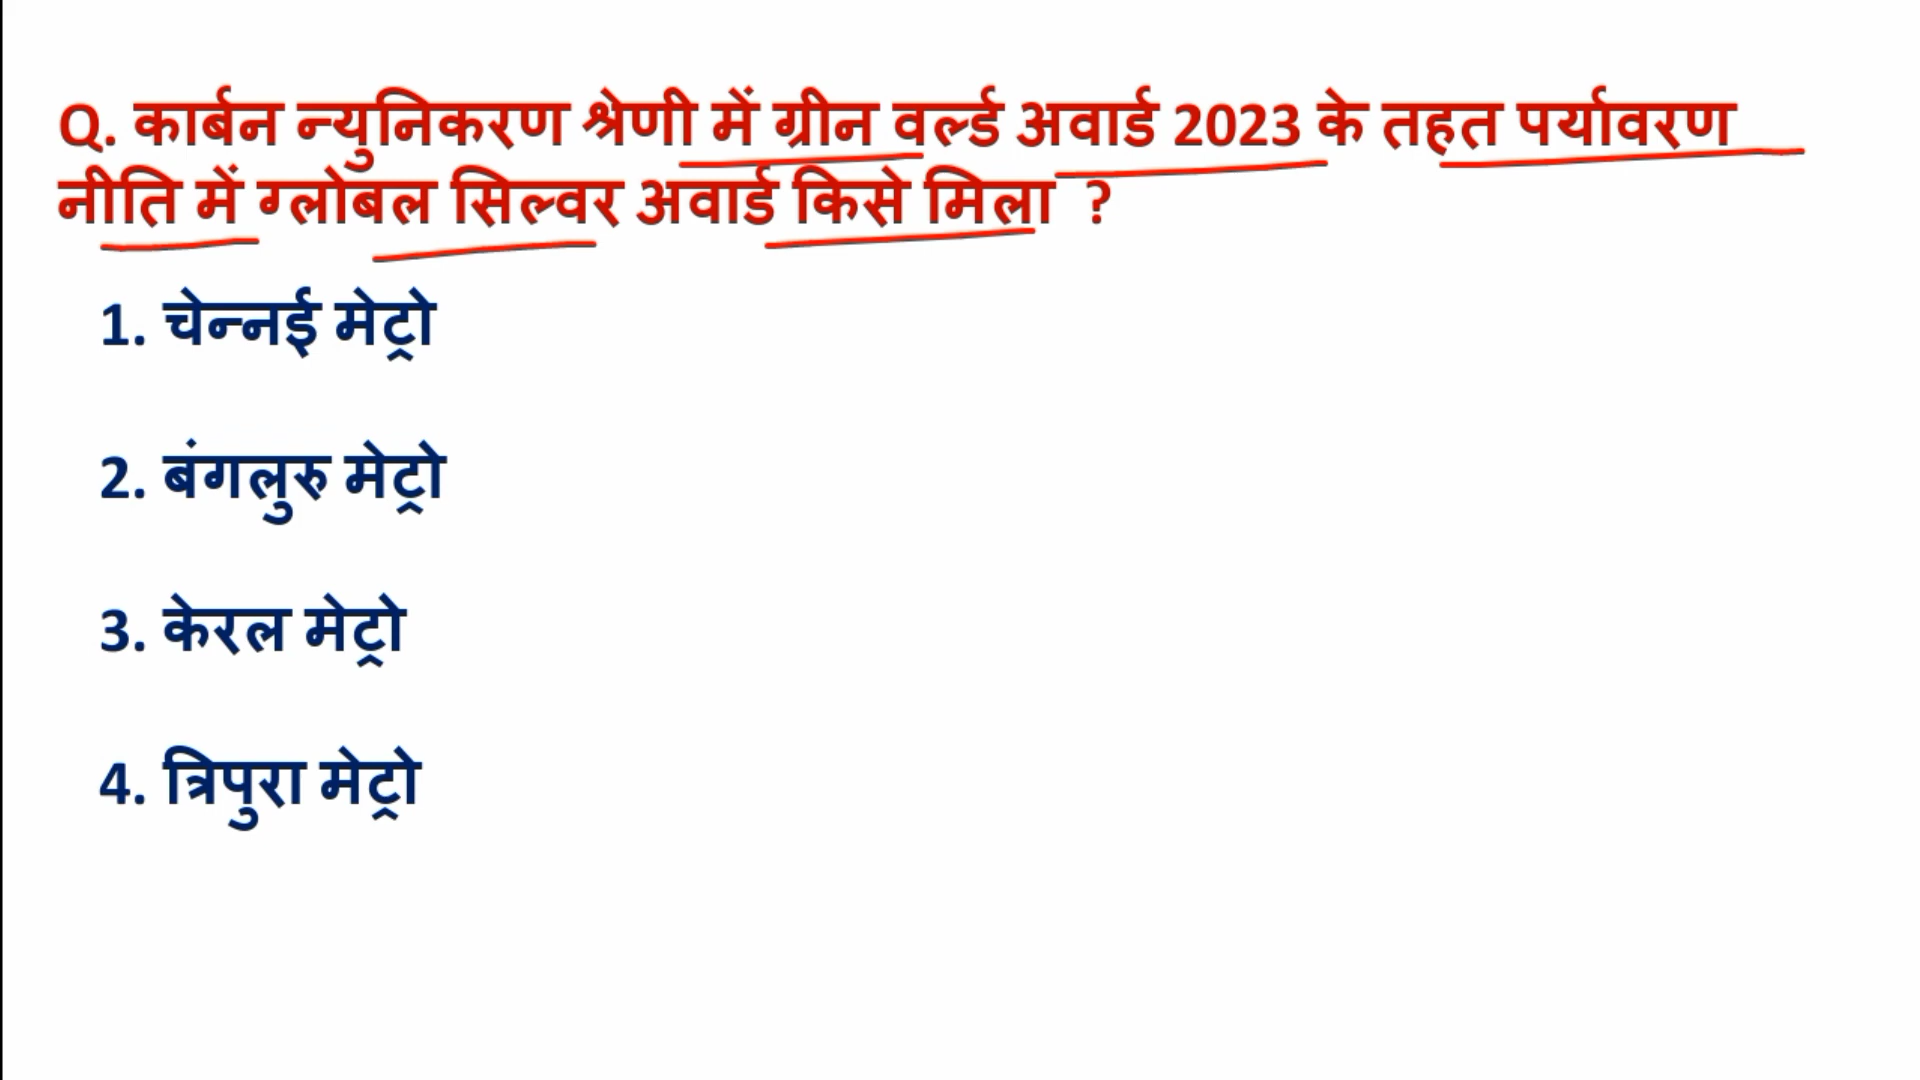 Q. कार्बन न्युनिकरण श्रेणी में ग्रीन वर्ल्ड अवार्ड 2023 के तहत पर्यावरण
नीति में ग्लोबल सिल्वर अवार्ड किसे मिला ?
1. चेन्नई मेट्रो
2. बंगलुरु मेट्रो
3. केरल मेट्रो
4. त्रिपुरा मेट्रो